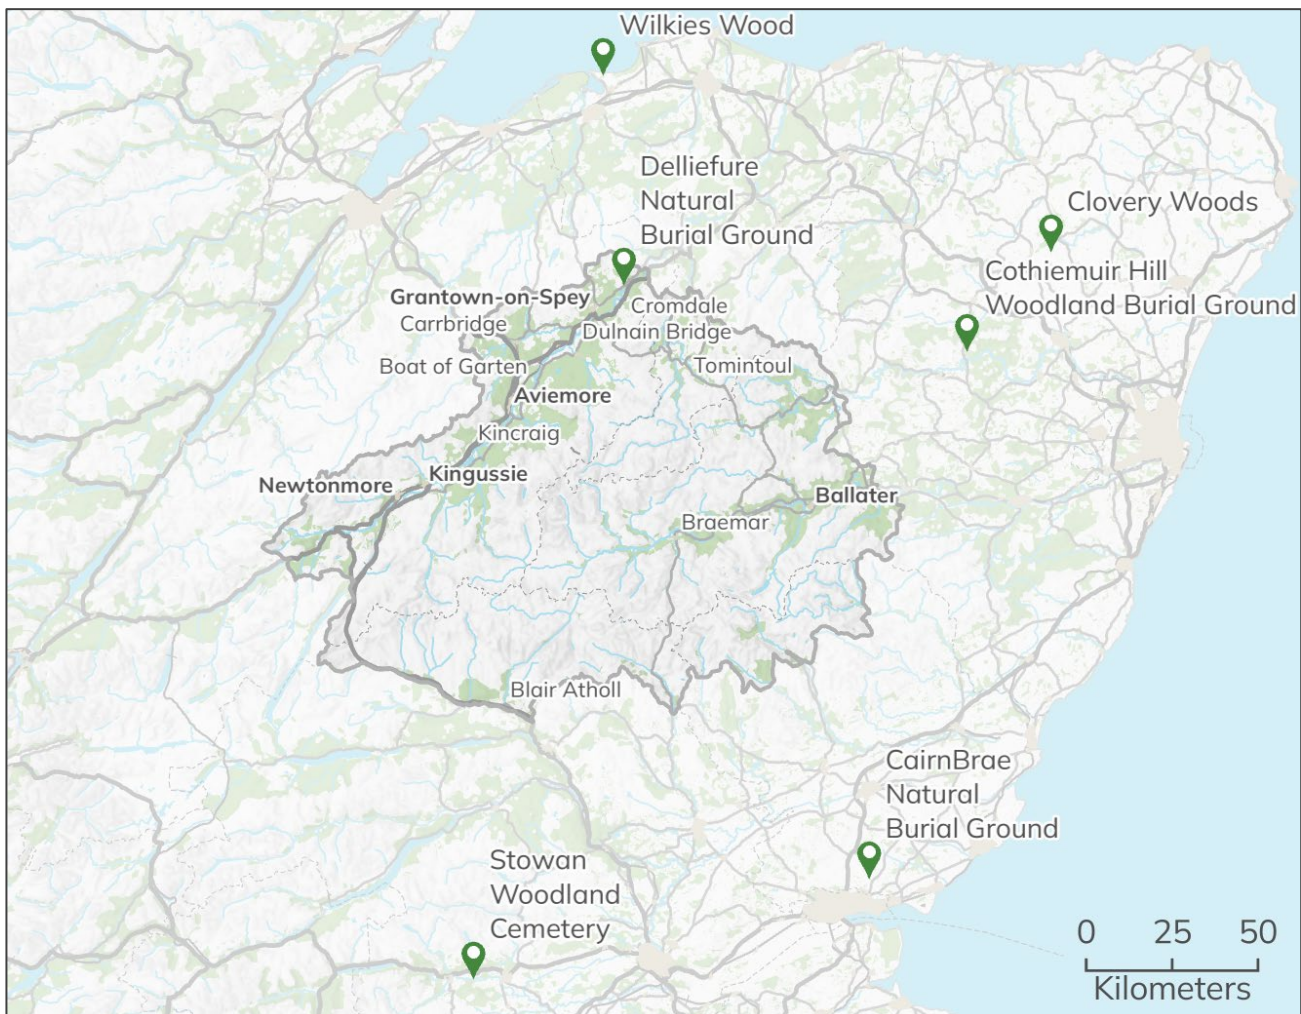 Wilkies Wood
Delliefure
Natural
Burial Ground
Clovery Woods
Cothiemuir Hill
Woodland Burial Ground
Grantown-on-Spey
Cromdale
Carrbridge
Dulnain Bridge
Boat of Garten
Tomintoul
Aviemore
Kincraig
Kingussie
Newtonmore
Ballater
Braemar
Blair Atholl
CairnBrae
Natural
Burial Ground
Stowan
Woodland
Cemetery
0 25 50
Kilometers